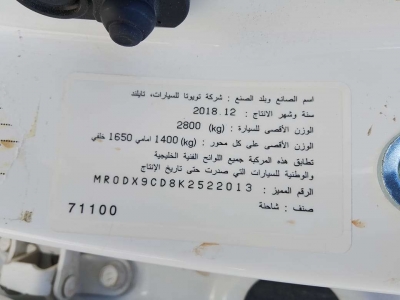 اسم الصانع وبلد الصنع : شركة تويوتا للسيارات، تايلند
سنة وشهر الانتاج : 2018.12
الوزن الأقصى للسيارة : (kg) 2800
الوزن الأقصى على كل محور : (kg) 1400 امامي 1650 خلفي
تطابق هذه المركبة جميع اللوائح الفنية الخليجية
والوطنية للسيارات التي صدرت حتى تاريخ الإنتاج
الرقم المميز : MR0DX9CD8K2522013
صنف : شاحنة 71100